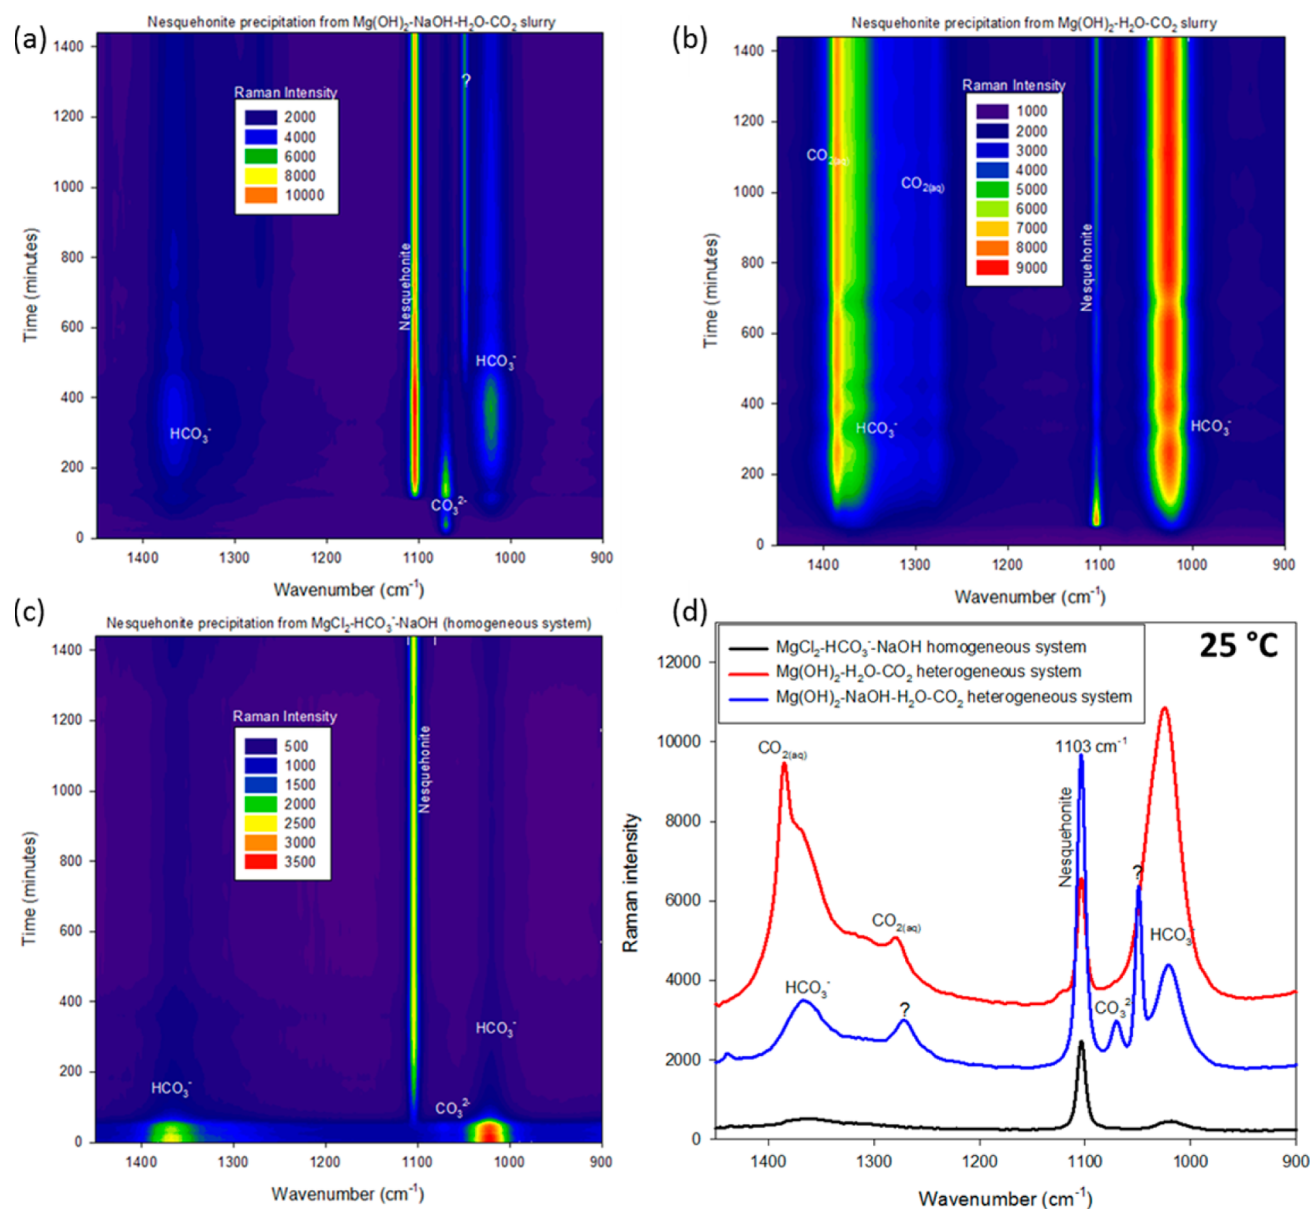 (a)
Nesquehonite precipitation from Mg(OH)2-NaOH-H2O-CO2 slurry
1400
1200
1000
800
600
400
200
0
Time (minutes)
Raman Intensity
2000
4000
6000
8000
10000
?
Nesquehonite
HCO3-
HCO3-
CO3 2-
1400 1300 1200 1100 1000 900
Wavenumber (cm-1)
(b)
Nesquehonite precipitation from Mg(OH)2-H2O-CO2 slurry
1400
1200
1000
800
600
400
200
0
Time (minutes)
Raman Intensity
1000
2000
3000
4000
5000
6000
7000
8000
9000
CO2(aq)
CO2(aq)
Nesquehonite
HCO3-
HCO3-
1400 1300 1200 1100 1000 900
Wavenumber (cm-1)
(c)
Nesquehonite precipitation from MgCl2-HCO3- -NaOH (homogeneous system)
1400
1200
1000
800
600
400
200
0
Time (minutes)
Raman Intensity
500
1000
1500
2000
2500
3000
3500
Nesquehonite
HCO3-
HCO3-
CO3 2-
1400 1300 1200 1100 1000 900
Wavenumber (cm-1)
(d)
MgCl2-HCO3- -NaOH homogeneous system
Mg(OH)2-H2O-CO2 heterogeneous system
Mg(OH)2-NaOH-H2O-CO2 heterogeneous system
25 °C
12000
10000
8000
6000
4000
2000
0
Raman intensity
CO2(aq)
1103 cm-1
Nesquehonite
?
CO2(aq)
HCO3-
HCO3-
?
CO3 2-
1400 1300 1200 1100 1000 900
Wavenumber (cm-1)